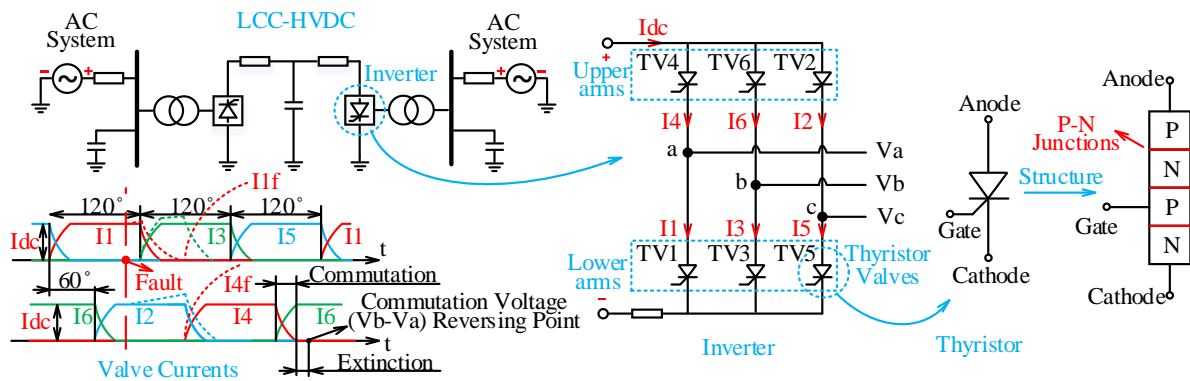 AC
System
LCC-HVDC
AC
System
Inverter
120°
120°
120°
I1f
Idc
I1
I3
I5
I1
t
Fault
Commutation
60°
I4f
I6
Idc
I2
I4
I6
Commutation Voltage
(Vb-Va) Reversing Point
t
Extinction
Valve Currents
Idc
+
TV4
TV6
TV2
Upper
arms
I4
I6
I2
a
Va
b
Vb
c
Vc
I1
I3
I5
TV1
TV3
TV5
Lower
arms
Thyristor
Valves
−
Inverter
Anode
Gate
Cathode
Thyristor
Structure
P-N
Junctions
Anode
P
N
P
N
Gate
Cathode